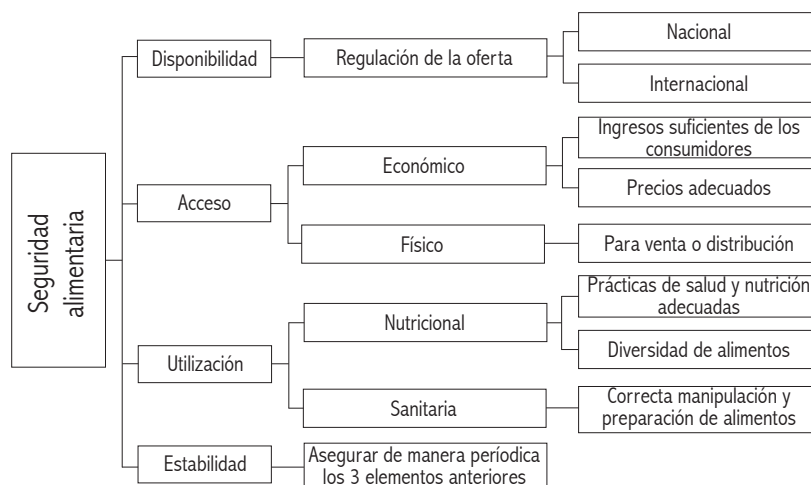 Seguridad
alimentaria
Disponibilidad
Regulación de la oferta
Nacional
Internacional
Acceso
Económico
Ingresos suficientes de los
consumidores
Precios adecuados
Físico
Para venta o distribución
Utilización
Nutricional
Prácticas de salud y nutrición
adecuadas
Diversidad de alimentos
Sanitaria
Correcta manipulación y
preparación de alimentos
Estabilidad
Asegurar de manera períodica
los 3 elementos anteriores